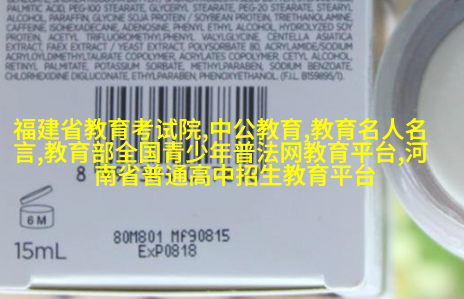 PALMITIC ACID, PEG-100 STEARATE, GLYCERYL STEARATE, PEG-20 STEARATE, STEARYL
ALCOHOL, PARAFFIN, GLYCINE SOJA PROTEIN / SOYBEAN PROTEIN, TRIETHANOLAMINE,
CAFFEINE, ISOHEXADECANE, ADENOSINE, PHENYL ETHYL ALCOHOL, HYDROLYZED SOY
PROTEIN, ACETYL TRIFLUOROMETHYLPHENYL VALYLGLYCINE, CENTELLA ASIATICA
EXTRACT, FAEX EXTRACT / YEAST EXTRACT, POLYSORBATE 80, ACRYLAMIDE/SODIUM
ACRYLOYLDIMETHYLTAURATE COPOLYMER, ACRYLATES COPOLYMER, CETYL ALCOHOL,
RETINYL PALMITATE, POTASSIUM SORBATE, METHYLPARABEN, SODIUM BENZOATE,
CHLORHEXIDINE DIGLUCONATE, ETHYLPARABEN, PHENOXYETHANOL. (F.I.L. B159895/1).
福建省教育考试院,中公教育,教育名人名
言,教育部全国青少年普法网教育平台,河
南省普通高中招生教育平台
8
6 M
15mL
80M801 Mf90815
ExP0818